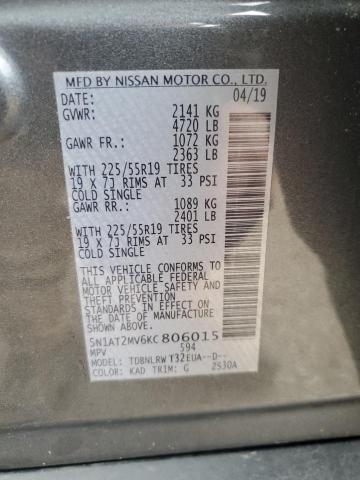 MFD BY NISSAN MOTOR CO., LTD.
DATE: 04/19
GVWR: 2141 KG
4720 LB
GAWR FR.: 1072 KG
2363 LB
WITH 225/55R19 TIRES
19 X 7J RIMS AT 33 PSI
COLD SINGLE
GAWR RR.: 1089 KG
2401 LB
WITH 225/55R19 TIRES
19 X 7J RIMS AT 33 PSI
COLD SINGLE
THIS VEHICLE CONFORMS TO
ALL APPLICABLE FEDERAL
MOTOR VEHICLE SAFETY AND
THEFT PREVENTION
STANDARDS IN EFFECT ON
THE DATE OF MANUFACTURE
SHOWN ABOVE.
5N1AT2MV6KC806015
MPV 594
MODEL: TDBNLRWT32EUA--D--
COLOR: KAD TRIM: G 2S30A